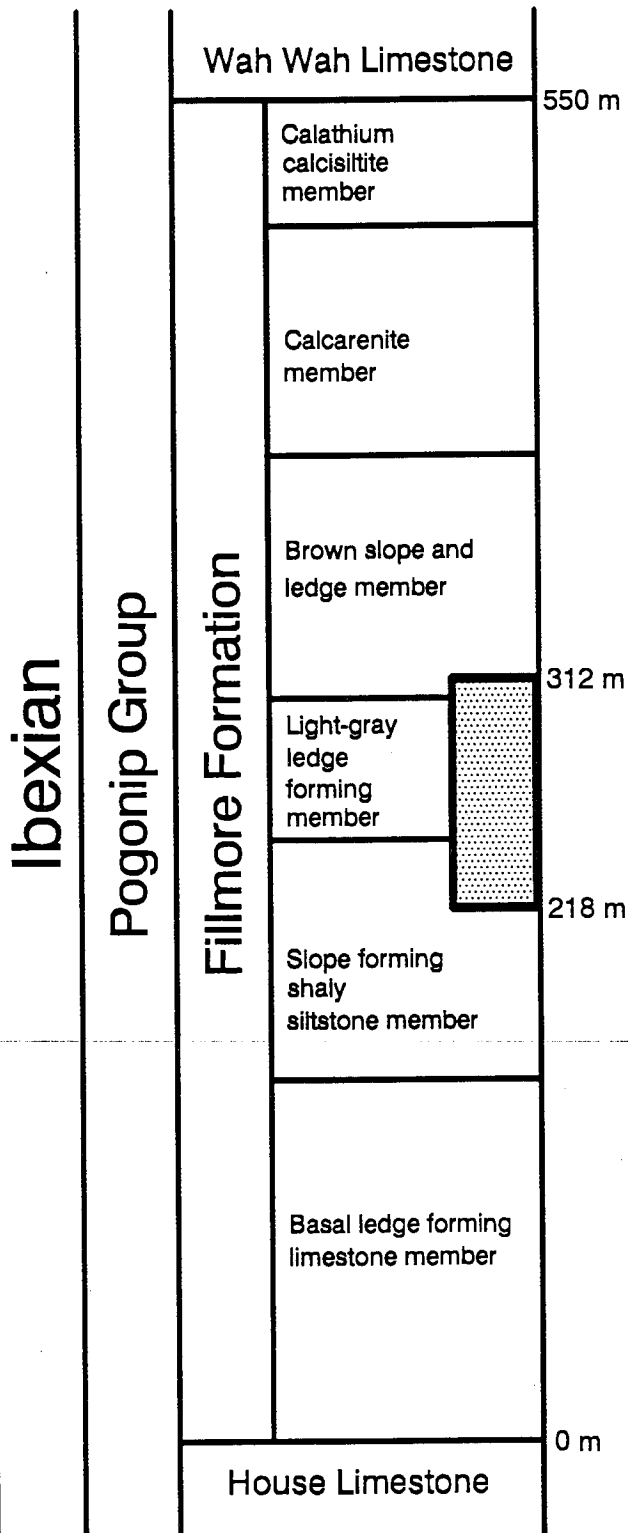 Wah Wah Limestone
550 m
Calathium
calcisiltite
member
Calcarenite
member
Brown slope and
ledge member
312 m
Light-gray
ledge
forming
member
218 m
Slope forming
shaly
siltstone member
Basal ledge forming
limestone member
0 m
House Limestone
Ibexian
Pogonip Group
Fillmore Formation